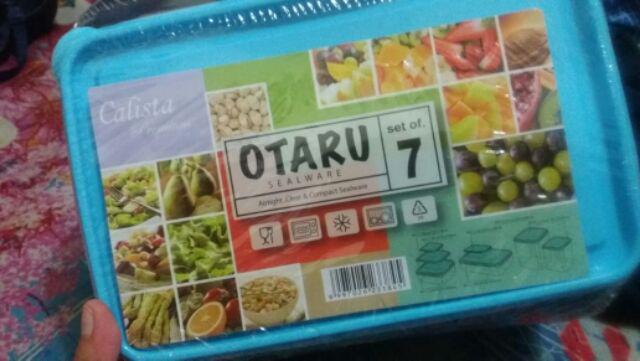 Calista
OTARU
SEALWARE
Airtight, Clear & Compact Sealware
set of.
7